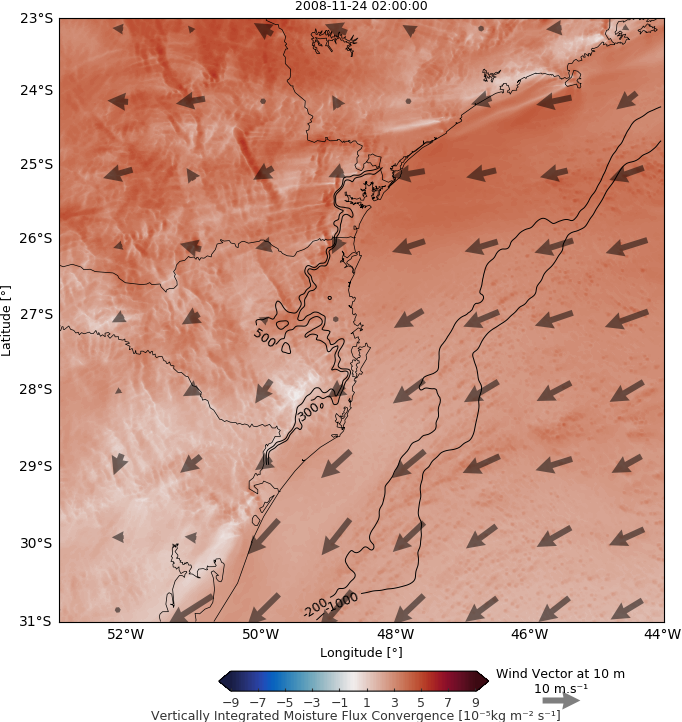 2008-11-24 02:00:00
23°S
24°S
25°S
26°S
27°S
28°S
29°S
30°S
31°S
Latitude [°]
500
300
-200
-1000
52°W 50°W 48°W 46°W 44°W
Longitude [°]
−9 −7 −5 −3 −1 1 3 5 7 9
Vertically Integrated Moisture Flux Convergence [10⁻⁵kg m⁻² s⁻¹]
Wind Vector at 10 m
10 m.s⁻¹